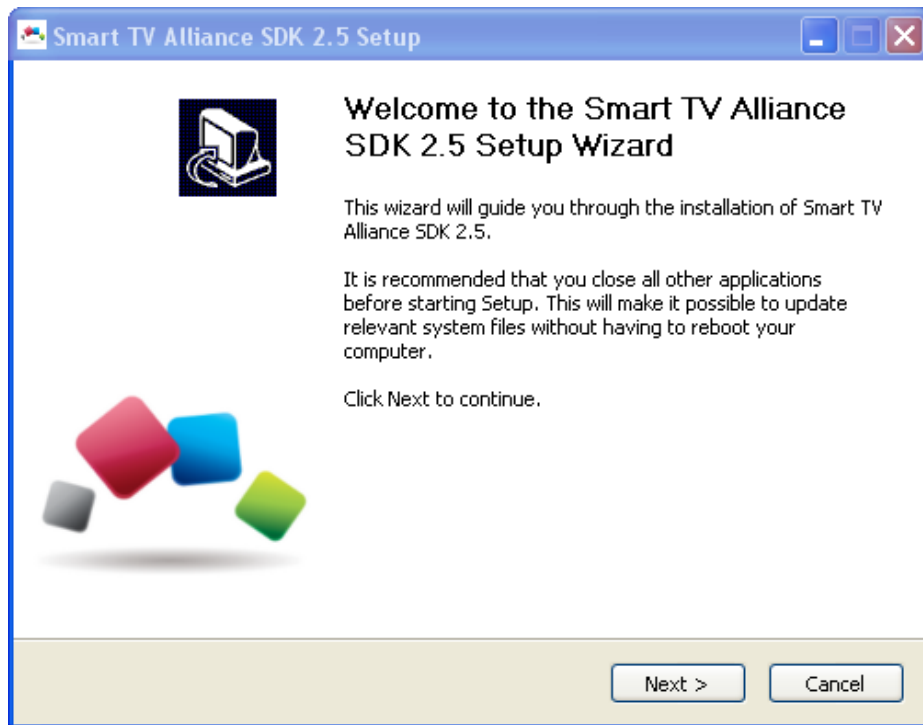 Smart TV Alliance SDK 2.5 Setup
Welcome to the Smart TV Alliance
SDK 2.5 Setup Wizard
This wizard will guide you through the installation of Smart TV
Alliance SDK 2.5.
It is recommended that you close all other applications
before starting Setup. This will make it possible to update
relevant system files without having to reboot your
computer.
Click Next to continue.
Next >
Cancel